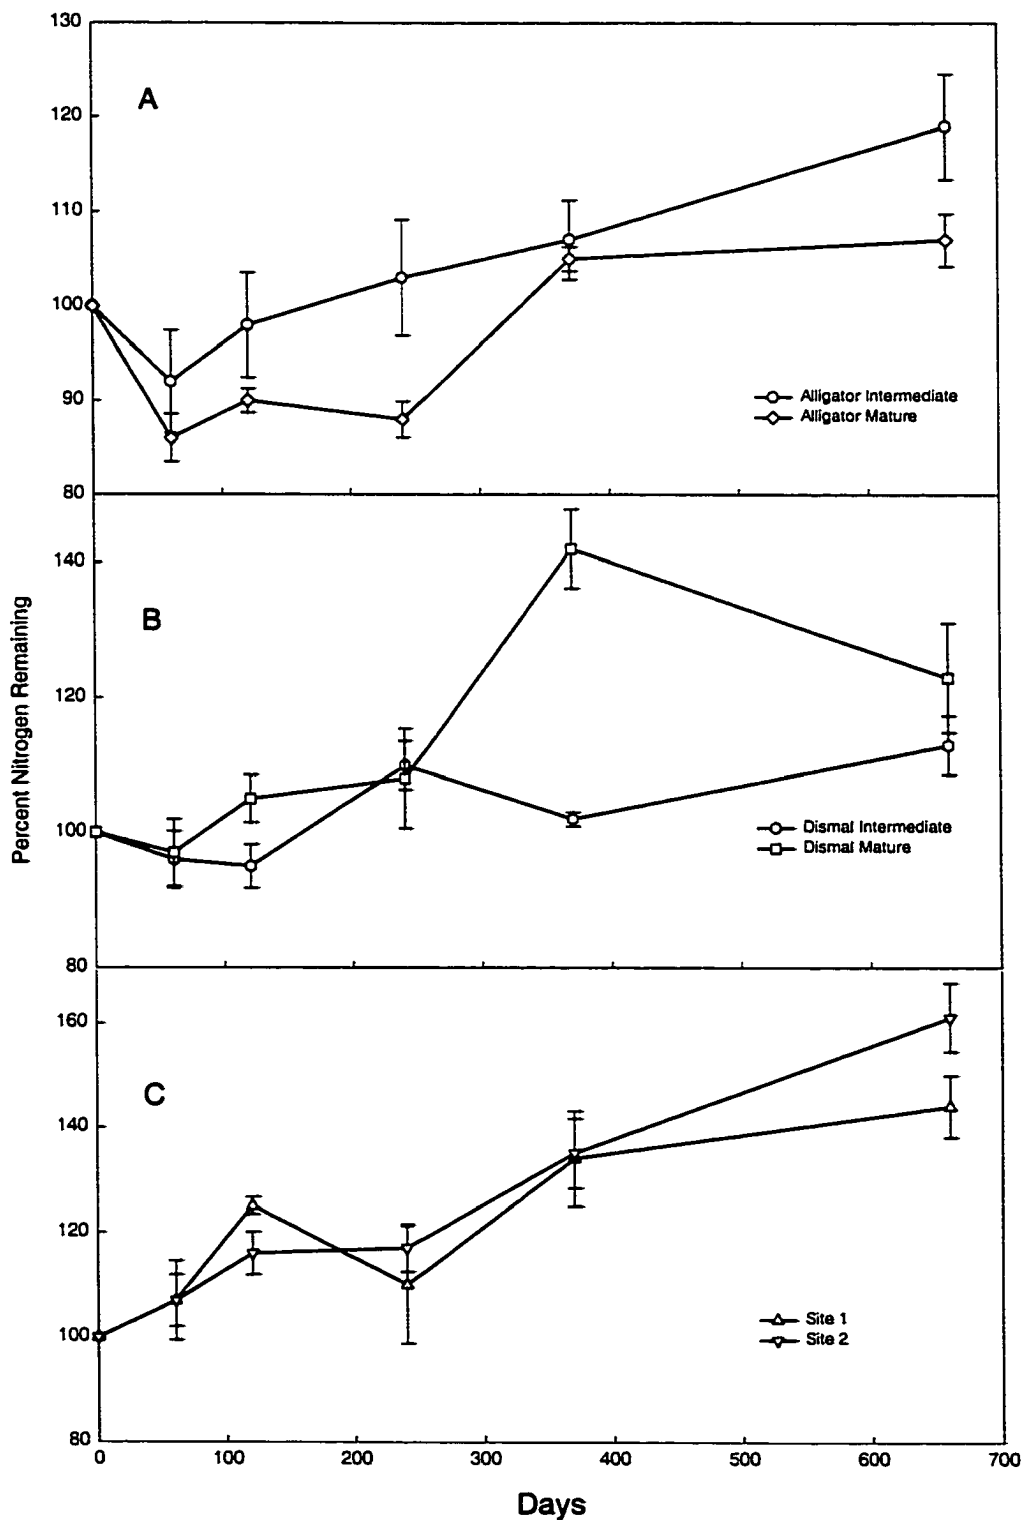 130
A
120
110
100
90
Alligator Intermediate
Alligator Mature
80
140
B
120
100
Dismal Intermediate
Dismal Mature
80
Percent Nitrogen Remaining
160
C
140
120
100
Site 1
Site 2
80
0 100 200 300 400 500 600 700
Days